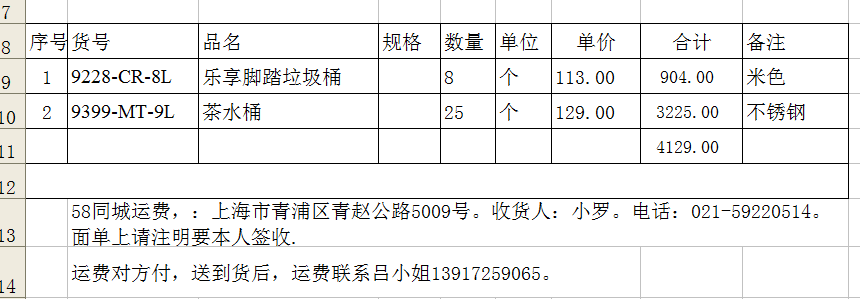 7
8 序号 货号 品名 规格 数量 单位 单价 合计 备注
9 1 9228-CR-8L 乐享脚踏垃圾桶 8 个 113.00 904.00 米色
10 2 9399-MT-9L 茶水桶 25 个 129.00 3225.00 不锈钢
11 4129.00
12
58同城运费，：上海市青浦区青赵公路5009号。收货人：小罗。电话：021-59220514。
13 面单上请注明要本人签收.
14 运费对方付，送到货后，运费联系吕小姐13917259065。